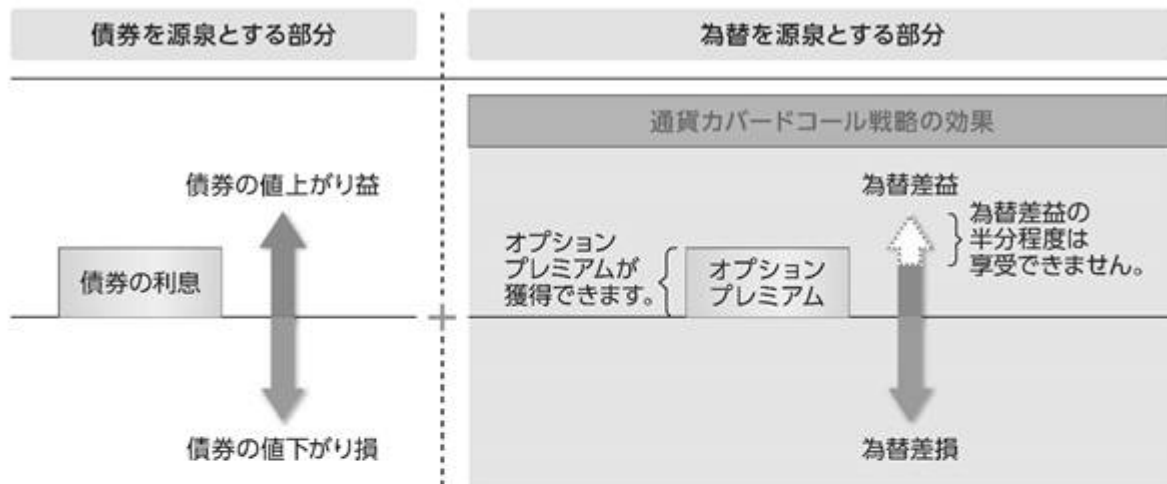 債券を源泉とする部分
為替を源泉とする部分
通貨カバードコール戦略の効果
債券の値上がり益
債券の利息
債券の値下がり損
+
オプション
プレミアムが
獲得できます。
オプション
プレミアム
為替差益
為替差益の
半分程度は
享受できません。
為替差損